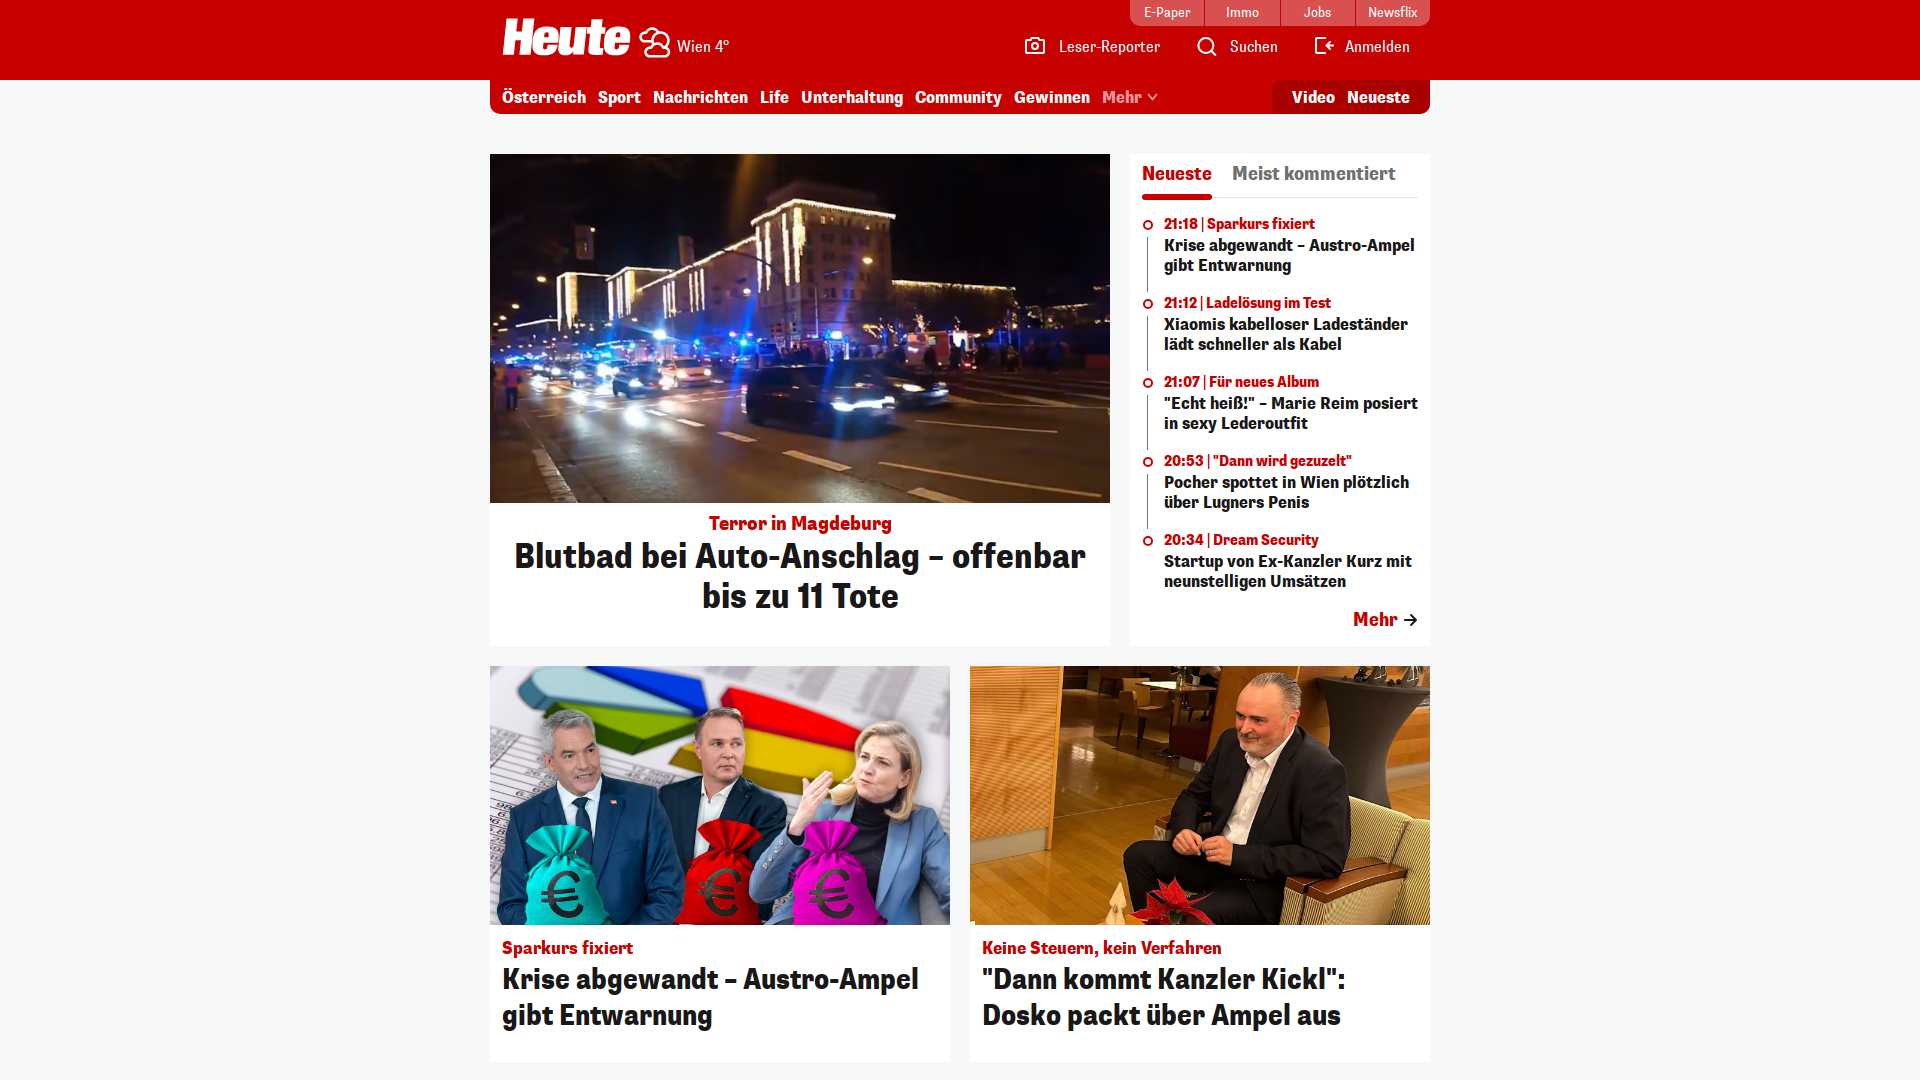 E-Paper
Immo
Jobs
Newsflix
Heute
Wien 4°
Leser-Reporter
Suchen
Anmelden
Österreich
Sport
Nachrichten
Life
Unterhaltung
Community
Gewinnen
Mehr
Video
Neueste
Terror in Magdeburg
Blutbad bei Auto-Anschlag – offenbar
bis zu 11 Tote
Neueste
Meist kommentiert
21:18 | Sparkurs fixiert
Krise abgewandt – Austro-Ampel
gibt Entwarnung
21:12 | Ladelösung im Test
Xiaomis kabelloser Ladeständer
lädt schneller als Kabel
21:07 | Für neues Album
"Echt heiß!" – Marie Reim posiert
in sexy Lederoutfit
20:53 | "Dann wird gezuzelt"
Pocher spottet in Wien plötzlich
über Lugners Penis
20:34 | Dream Security
Startup von Ex-Kanzler Kurz mit
neunstelligen Umsätzen
Mehr
€
€
€
Sparkurs fixiert
Krise abgewandt – Austro-Ampel
gibt Entwarnung
Keine Steuern, kein Verfahren
"Dann kommt Kanzler Kickl":
Dosko packt über Ampel aus